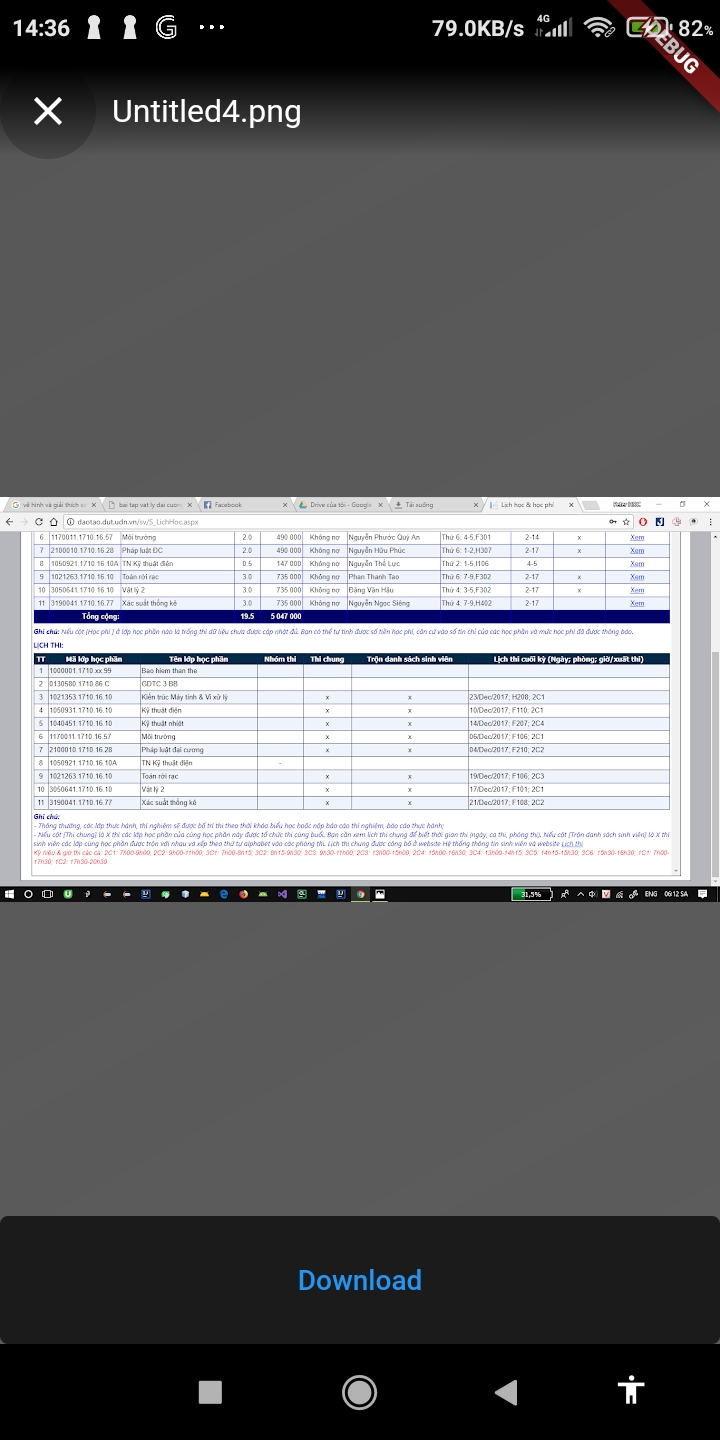 14:36 79.0KB/s 4G 82%
DEBUG
Untitled4.png
vẽ hình và giải thích sơ
bai tap vat ly dai cuon
Facebook
Drive của tôi - Google
Tải xuống
Lịch học & học phí
daotao.dut.udn.vn/sv/S_LichHoc.aspx
6 1170011.1710.16.57 Môi trường 2.0 490 000 Không nợ Nguyễn Phước Quý An Thứ 6: 4-5,F301 2-14 x Xem
7 2100010.1710.16.28 Pháp luật ĐC 2.0 490 000 Không nợ Nguyễn Hữu Phúc Thứ 6: 1-2,H307 2-17 x Xem
8 1050921.1710.16.10A TN Kỹ thuật điện 0.5 147 000 Không nợ Nguyễn Thế Lực Thứ 2: 1-5,I106 4-5 Xem
9 1021263.1710.16.10 Toán rời rạc 3.0 735 000 Không nợ Phan Thanh Tao Thứ 6: 7-9,F302 2-17 x Xem
10 3050641.1710.16.10 Vật lý 2 3.0 735 000 Không nợ Đặng Văn Hậu Thứ 4: 3-5,F302 2-17 x Xem
11 3190041.1710.16.77 Xác suất thống kê 3.0 735 000 Không nợ Nguyễn Ngọc Siêng Thứ 4: 7-9,H402 2-17 Xem
Tổng cộng: 19.5 5 047 000
Ghi chú: Nếu cột [Học phí ] ở lớp học phần nào là trống thì dữ liệu chưa được cập nhật đủ. Bạn có thể tự tính được số tiền học phí, căn cứ vào số tín chỉ của các học phần và mức học phí đã được thông báo.
LỊCH THI:
TT Mã lớp học phần Tên lớp học phần Nhóm thi Thi chung Trộn danh sách sinh viên Lịch thi cuối kỳ (Ngày; phòng; giờ/xuất thi)
1 1000001.1710.xx.99 Bao hiem than the
2 0130580.1710.86.C GDTC 3 BB
3 1021353.1710.16.10 Kiến trúc Máy tính & Vi xử lý x x 23/Dec/2017; H208; 2C1
4 1050931.1710.16.10 Kỹ thuật điện x x 10/Dec/2017; F110; 2C1
5 1040451.1710.16.10 Kỹ thuật nhiệt x x 14/Dec/2017; F207; 2C4
6 1170011.1710.16.57 Môi trường x x 06/Dec/2017; F106; 2C1
7 2100010.1710.16.28 Pháp luật đại cương x x 04/Dec/2017; F210; 2C2
8 1050921.1710.16.10A TN Kỹ thuật điện -
9 1021263.1710.16.10 Toán rời rạc x x 19/Dec/2017; F106; 2C3
10 3050641.1710.16.10 Vật lý 2 x x 17/Dec/2017; F101; 2C1
11 3190041.1710.16.77 Xác suất thống kê x x 21/Dec/2017; F108; 2C2
Ghi chú:
- Thông thường, các lớp thực hành, thí nghiệm sẽ được bố trí thi theo thời khóa biểu học hoặc nộp báo cáo thí nghiệm, báo cáo thực hành;
- Nếu cột [Thi chung] là X thì các lớp học phần của cùng học phần này được tổ chức thi cùng buổi. Bạn cần xem lịch thi chung để biết thời gian thi (ngày, ca thi, phòng thi). Nếu cột [Trộn danh sách sinh viên] là X thì
sinh viên các lớp cùng học phần được trộn với nhau và xếp theo thứ tự alphabet vào các phòng thi. Lịch thi chung được công bố ở website Hệ thống thông tin sinh viên và website Lịch thi
Ký hiệu & giờ thi các ca: 2C1: 7h00-9h00; 2C2: 9h00-11h00; 3C1: 7h00-8h15; 3C2: 8h15-9h30; 3C3: 9h30-11h00; 2C3: 13h00-15h00; 2C4: 15h00-16h30; 3C4: 13h00-14h15; 3C5: 14h15-15h30; 3C6: 15h30-16h30; 1C1: 7h00-
17h30; 1C2: 17h30-20h30
31,5% ENG 06:12 SA
Download